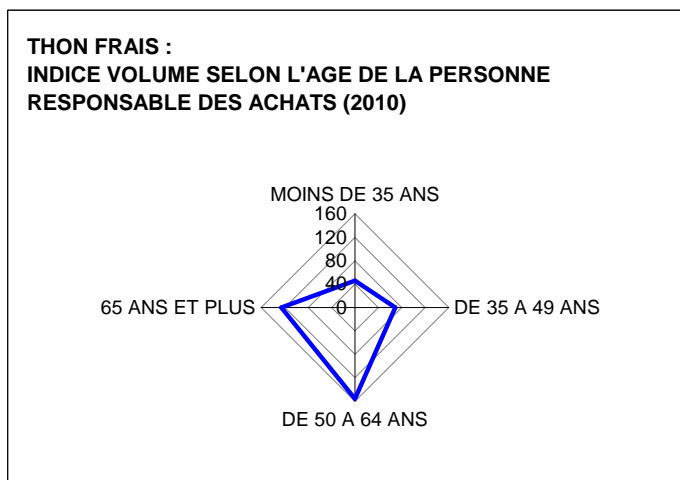 THON FRAIS :
INDICE VOLUME SELON L'AGE DE LA PERSONNE
RESPONSABLE DES ACHATS (2010)
MOINS DE 35 ANS
160
120
80
40
0
65 ANS ET PLUS
DE 35 A 49 ANS
DE 50 A 64 ANS